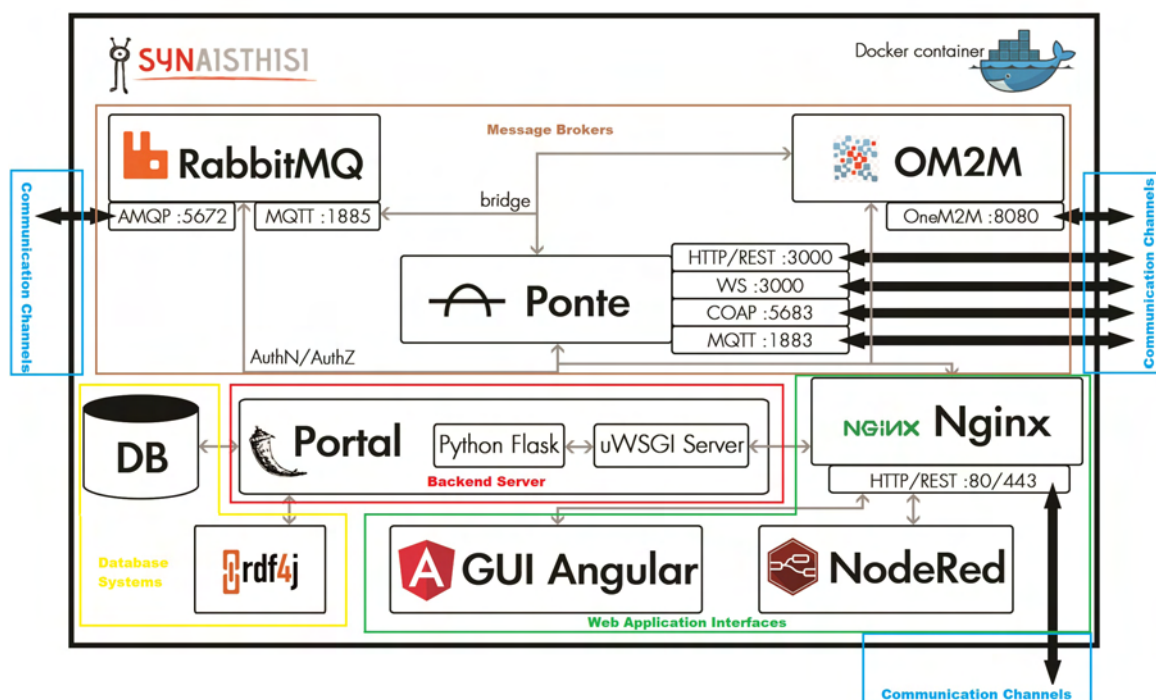 SYNAISTHISI
Docker container
Message Brokers
RabbitMQ
OM2M
AMQP :5672
MQTT :1885
bridge
OneM2M :8080
Communication Channels
Communication Channels
Ponte
HTTP/REST :3000
WS :3000
COAP :5683
MQTT :1883
AuthN/AuthZ
DB
Portal
Python Flask
uWSGI Server
Backend Server
NGINX Nginx
HTTP/REST :80/443
Database
Systems
rdf4j
A GUI Angular
NodeRed
Web Application Interfaces
Communication Channels